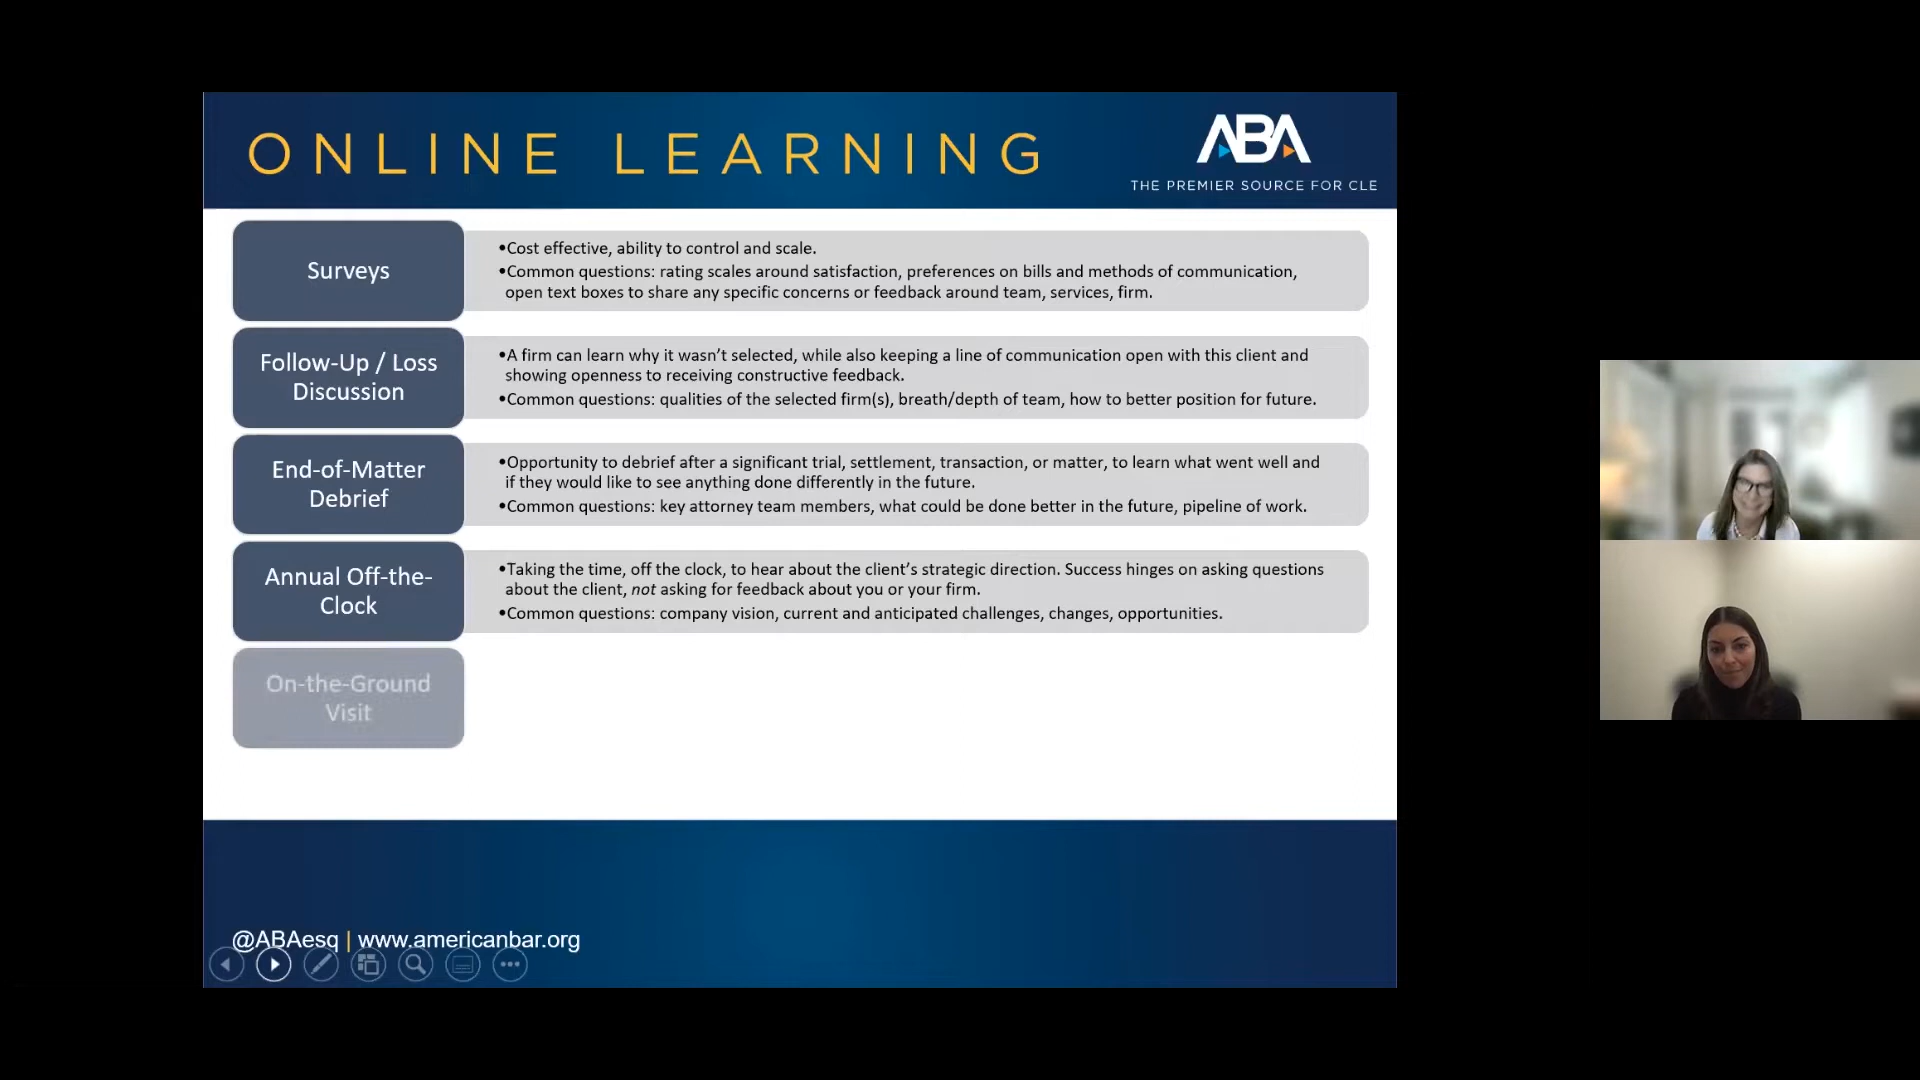 ONLINE LEARNING
ABA
THE PREMIER SOURCE FOR CLE
Surveys
•Cost effective, ability to control and scale.
•Common questions: rating scales around satisfaction, preferences on bills and methods of communication,
open text boxes to share any specific concerns or feedback around team, services, firm.
Follow-Up / Loss
Discussion
•A firm can learn why it wasn’t selected, while also keeping a line of communication open with this client and
showing openness to receiving constructive feedback.
•Common questions: qualities of the selected firm(s), breath/depth of team, how to better position for future.
End-of-Matter
Debrief
•Opportunity to debrief after a significant trial, settlement, transaction, or matter, to learn what went well and
if they would like to see anything done differently in the future.
•Common questions: key attorney team members, what could be done better in the future, pipeline of work.
Annual Off-the-
Clock
•Taking the time, off the clock, to hear about the client’s strategic direction. Success hinges on asking questions
about the client, not asking for feedback about you or your firm.
•Common questions: company vision, current and anticipated challenges, changes, opportunities.
On-the-Ground
Visit
@ABAesq | www.americanbar.org